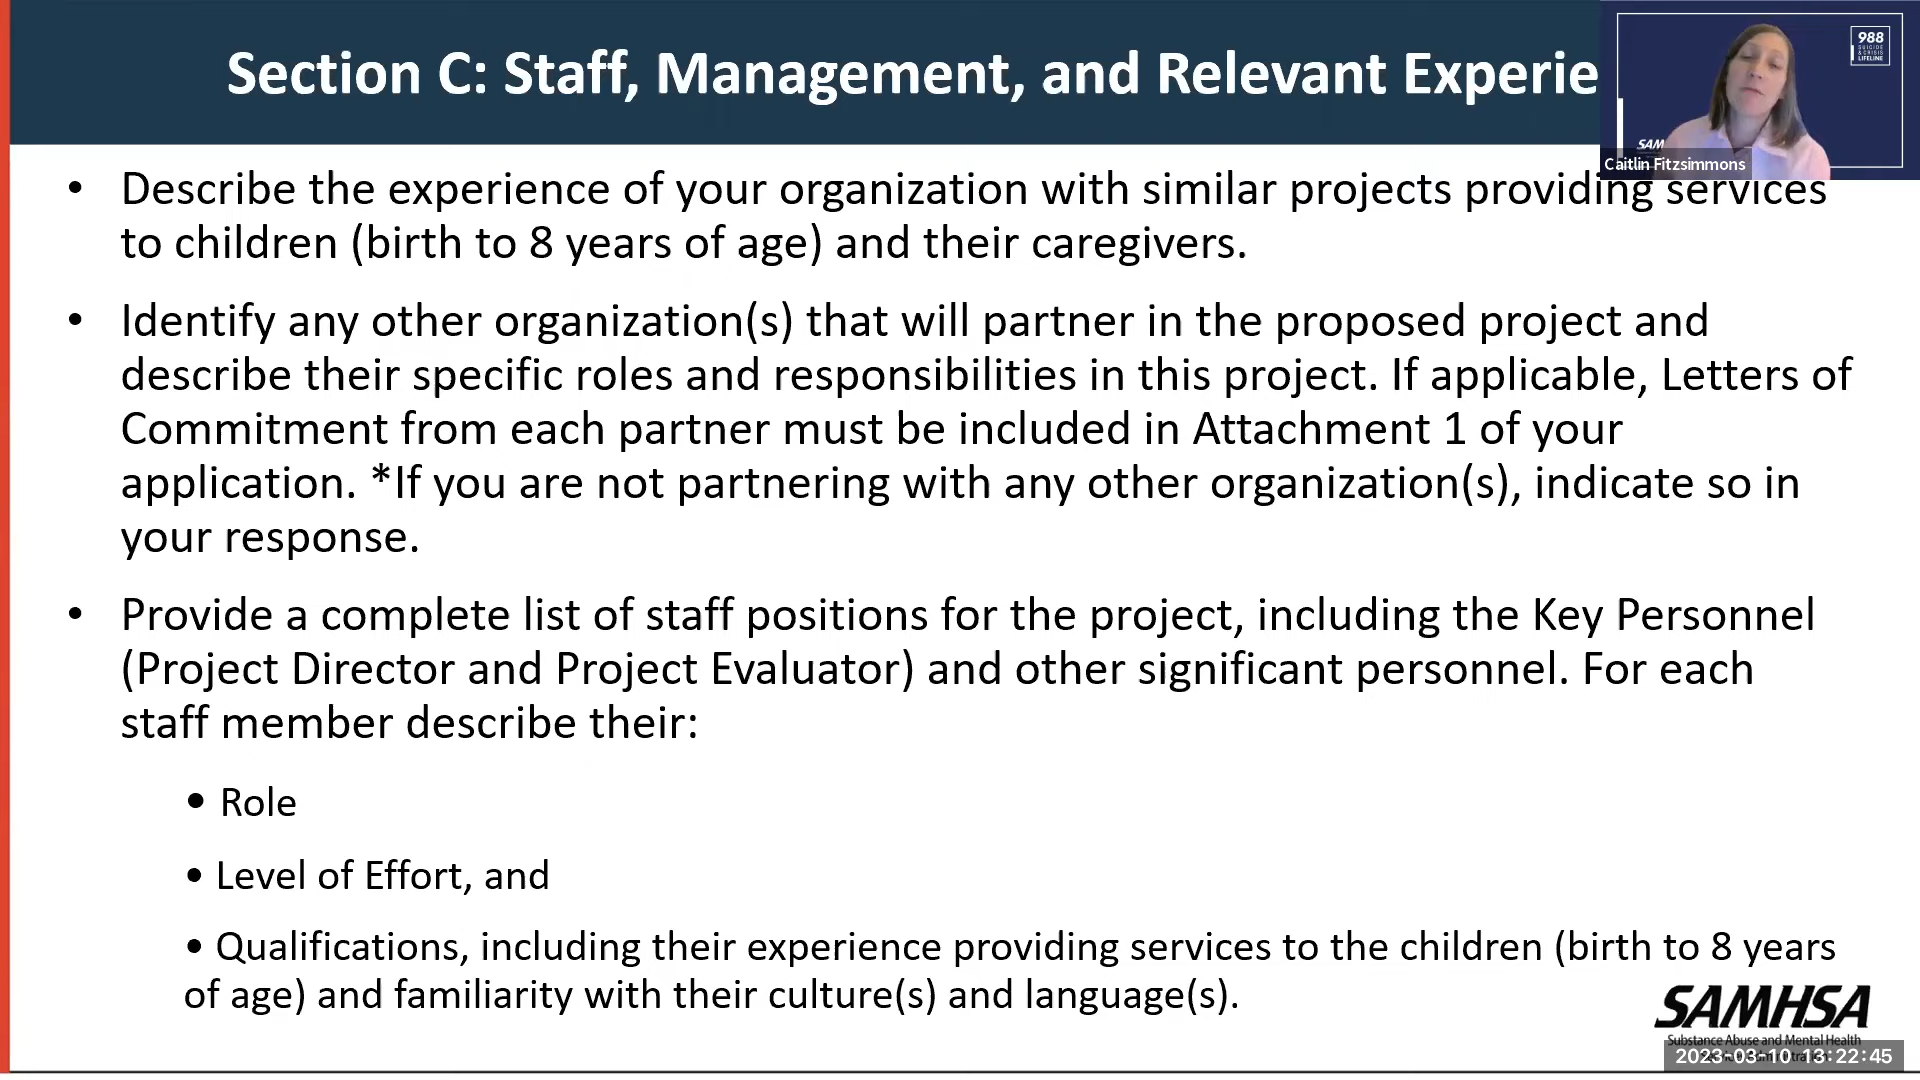 Section C: Staff, Management, and Relevant Experie
988
SUICIDE
& CRISIS
LIFELINE
SAM
Caitlin Fitzsimmons
• Describe the experience of your organization with similar projects providing services
to children (birth to 8 years of age) and their caregivers.
• Identify any other organization(s) that will partner in the proposed project and
describe their specific roles and responsibilities in this project. If applicable, Letters of
Commitment from each partner must be included in Attachment 1 of your
application. *If you are not partnering with any other organization(s), indicate so in
your response.
• Provide a complete list of staff positions for the project, including the Key Personnel
(Project Director and Project Evaluator) and other significant personnel. For each
staff member describe their:
• Role
• Level of Effort, and
• Qualifications, including their experience providing services to the children (birth to 8 years
of age) and familiarity with their culture(s) and language(s).
SAMHSA
Substance Abuse and Mental Health
2023-03-10 13:22:45